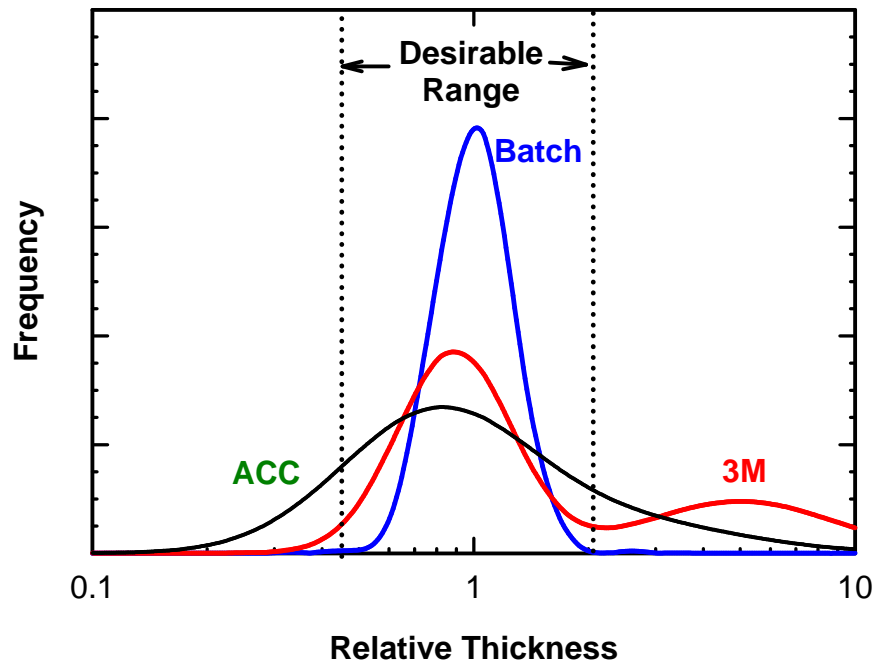 Desirable
Range
Batch
Frequency
ACC
3M
0.1
1
10
Relative Thickness